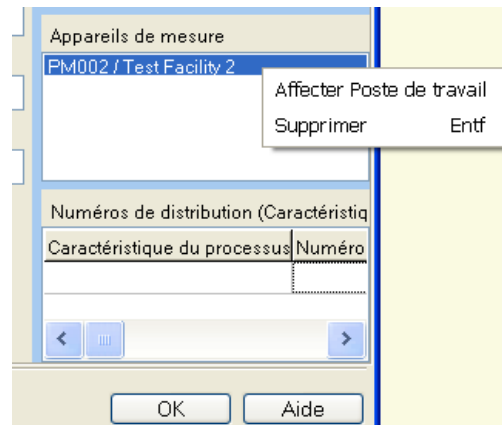 Appareils de mesure
PM002 / Test Facility 2
Affecter Poste de travail
Supprimer Entf
Numéros de distribution (Caractéristiq
Caractéristique du processus Numéro
OK Aide